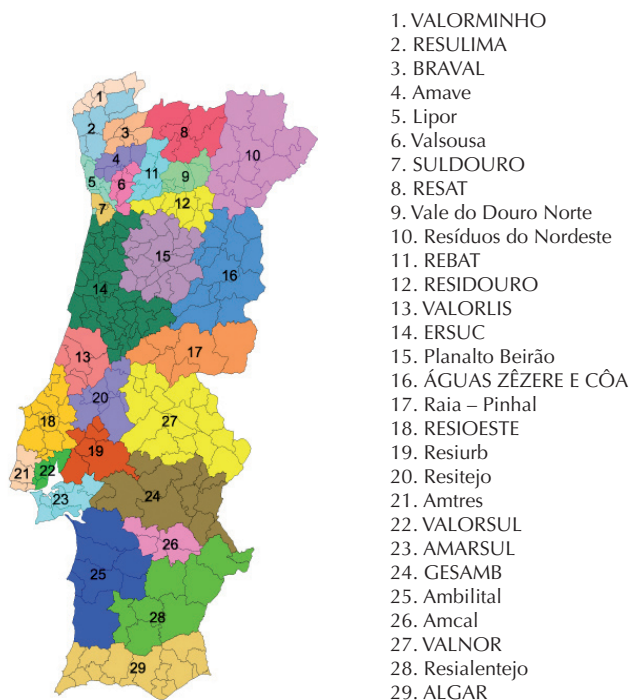 1. VALORMINHO
2. RESULIMA
3. BRAVAL
4. Amave
5. Lipor
6. Valsousa
7. SULDOURO
8. RESAT
9. Vale do Douro Norte
10. Resíduos do Nordeste
11. REBAT
12. RESIDOURO
13. VALORLIS
14. ERSUC
15. Planalto Beirão
16. ÁGUAS ZÊZERE E CÔA
17. Raia – Pinhal
18. RESIOESTE
19. Resiurb
20. Resitejo
21. Amtres
22. VALORSUL
23. AMARSUL
24. GESAMB
25. Ambilital
26. Amcal
27. VALNOR
28. Resialentejo
29. ALGAR
1
2
3
8
4
10
11
9
5
6
12
7
15
16
14
13
17
20
18
27
19
21
22
23
24
26
25
28
29